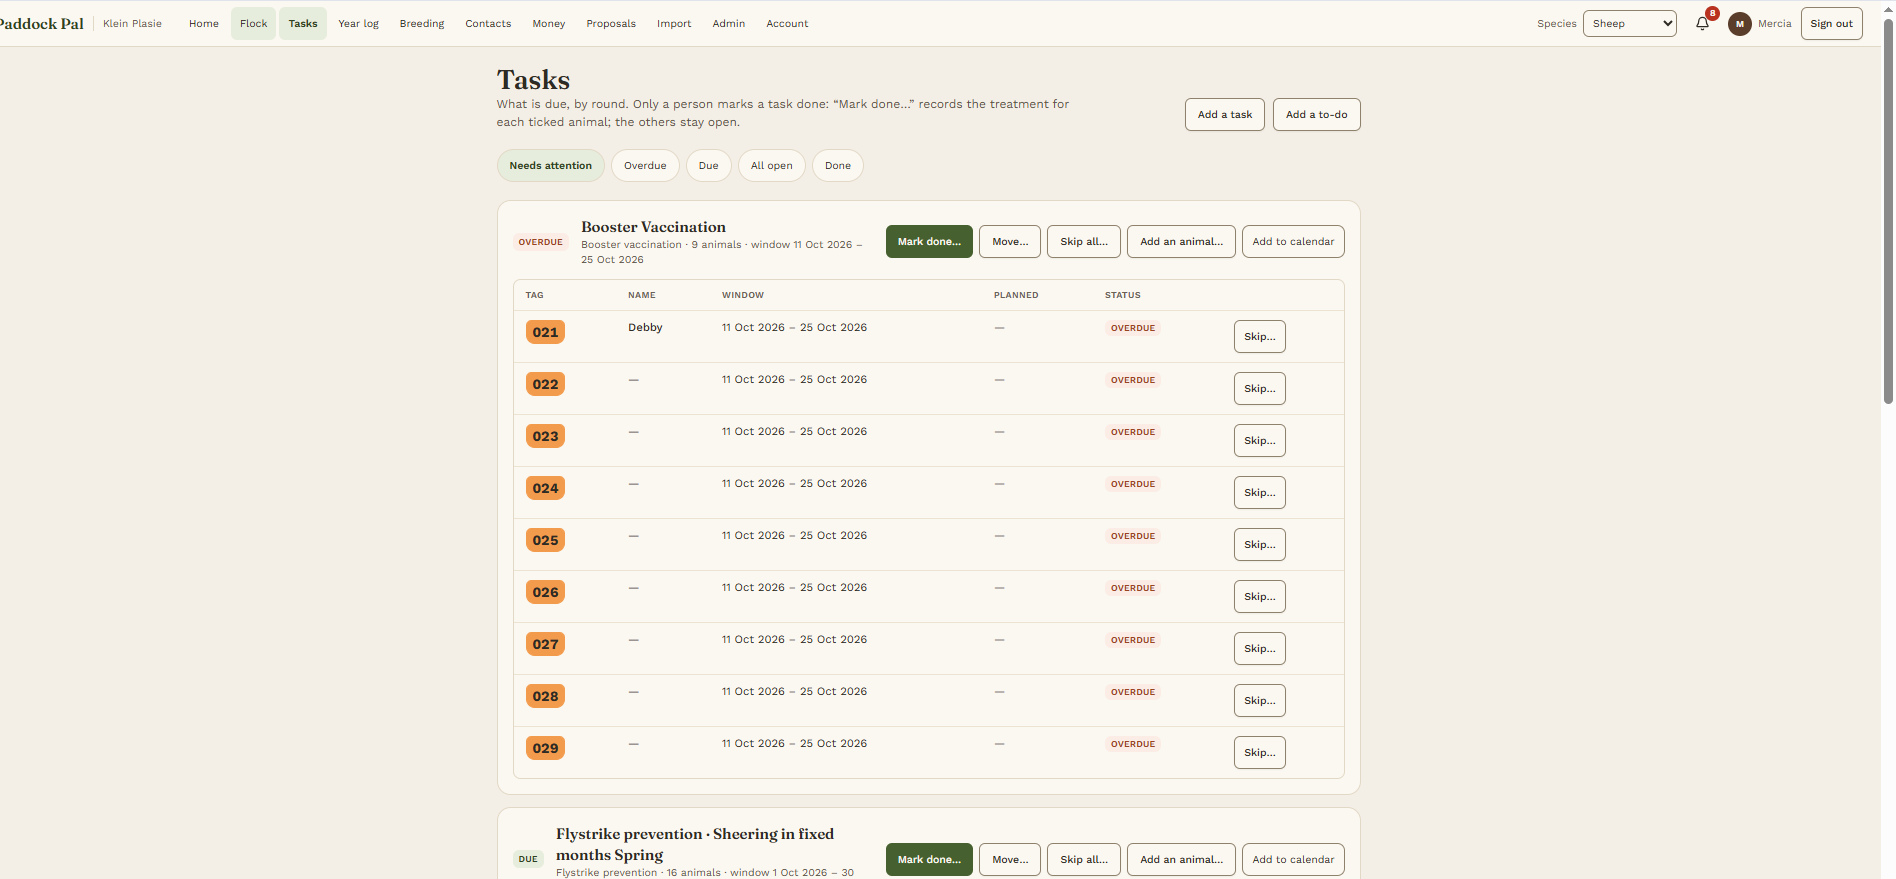 Paddock Pal Klein Plasie Home Flock Tasks Year log Breeding Contacts Money Proposals Import Admin Account Species Sheep 8 M Mercia Sign out
Tasks
What is due, by round. Only a person marks a task done: “Mark done...” records the treatment for
each ticked animal; the others stay open.
Add a task Add a to-do
Needs attention Overdue Due All open Done
OVERDUE
Booster Vaccination
Booster vaccination · 9 animals · window 11 Oct 2026 –
25 Oct 2026
Mark done... Move... Skip all... Add an animal... Add to calendar
TAG NAME WINDOW PLANNED STATUS
021 Debby 11 Oct 2026 – 25 Oct 2026 — OVERDUE Skip...
022 — 11 Oct 2026 – 25 Oct 2026 — OVERDUE Skip...
023 — 11 Oct 2026 – 25 Oct 2026 — OVERDUE Skip...
024 — 11 Oct 2026 – 25 Oct 2026 — OVERDUE Skip...
025 — 11 Oct 2026 – 25 Oct 2026 — OVERDUE Skip...
026 — 11 Oct 2026 – 25 Oct 2026 — OVERDUE Skip...
027 — 11 Oct 2026 – 25 Oct 2026 — OVERDUE Skip...
028 — 11 Oct 2026 – 25 Oct 2026 — OVERDUE Skip...
029 — 11 Oct 2026 – 25 Oct 2026 — OVERDUE Skip...
DUE
Flystrike prevention · Sheering in fixed
months Spring
Flystrike prevention · 16 animals · window 1 Oct 2026 – 30
Mark done... Move... Skip all... Add an animal... Add to calendar